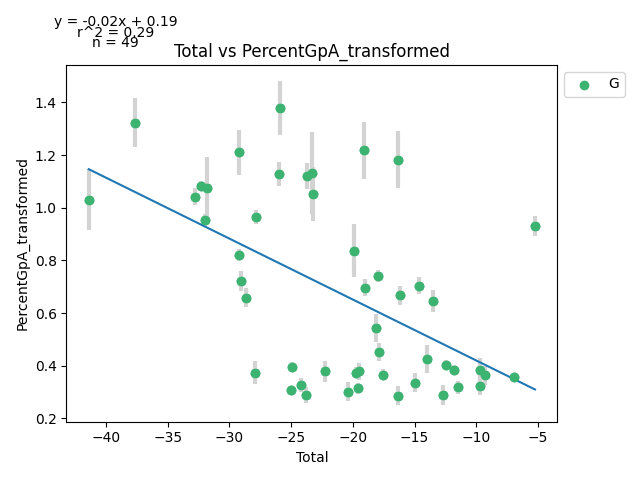 y = -0.02x + 0.19
r^2 = 0.29
n = 49
Total vs PercentGpA_transformed
G
PercentGpA_transformed
1.4
1.2
1.0
0.8
0.6
0.4
0.2
−40 −35 −30 −25 −20 −15 −10 −5
Total